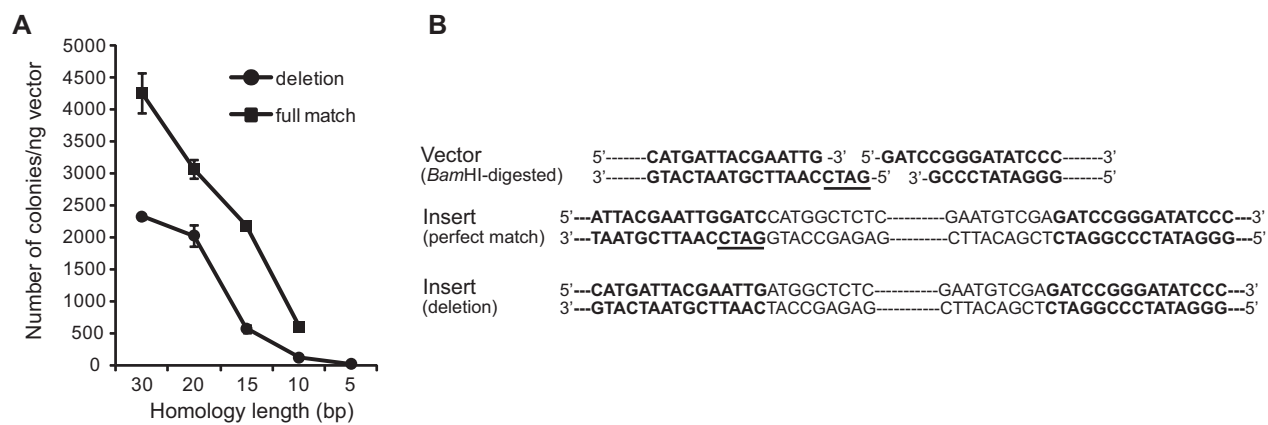 A
Number of colonies/ng vector
5000
4500
4000
3500
3000
2500
2000
1500
1000
500
0
deletion
full match
30 20 15 10 5
Homology length (bp)
B
Vector
(BamHI-digested)
5’-------CATGATTACGAATTG -3’ 5’-GATCCGGGATATCCC-------3’
3’-------GTACTAATGCTTAACCTAG-5’ 3’-GCCCTATAGGG-------5’
Insert
(perfect match)
5’---ATTACGAATTGGATCCATGGCTCTC----------GAATGTCGAGATCCGGGATATCCC---3’
3’---TAATGCTTAACCTAGGTACCGAGAG----------CTTACAGCTCTAGGCCCTATAGGG---5’
Insert
(deletion)
5’---CATGATTACGAATTGATGGCTCTC-----------GAATGTCGAGATCCGGGATATCCC---3’
3’---GTACTAATGCTTAACTACCGAGAG-----------CTTACAGCTCTAGGCCCTATAGGG---5’